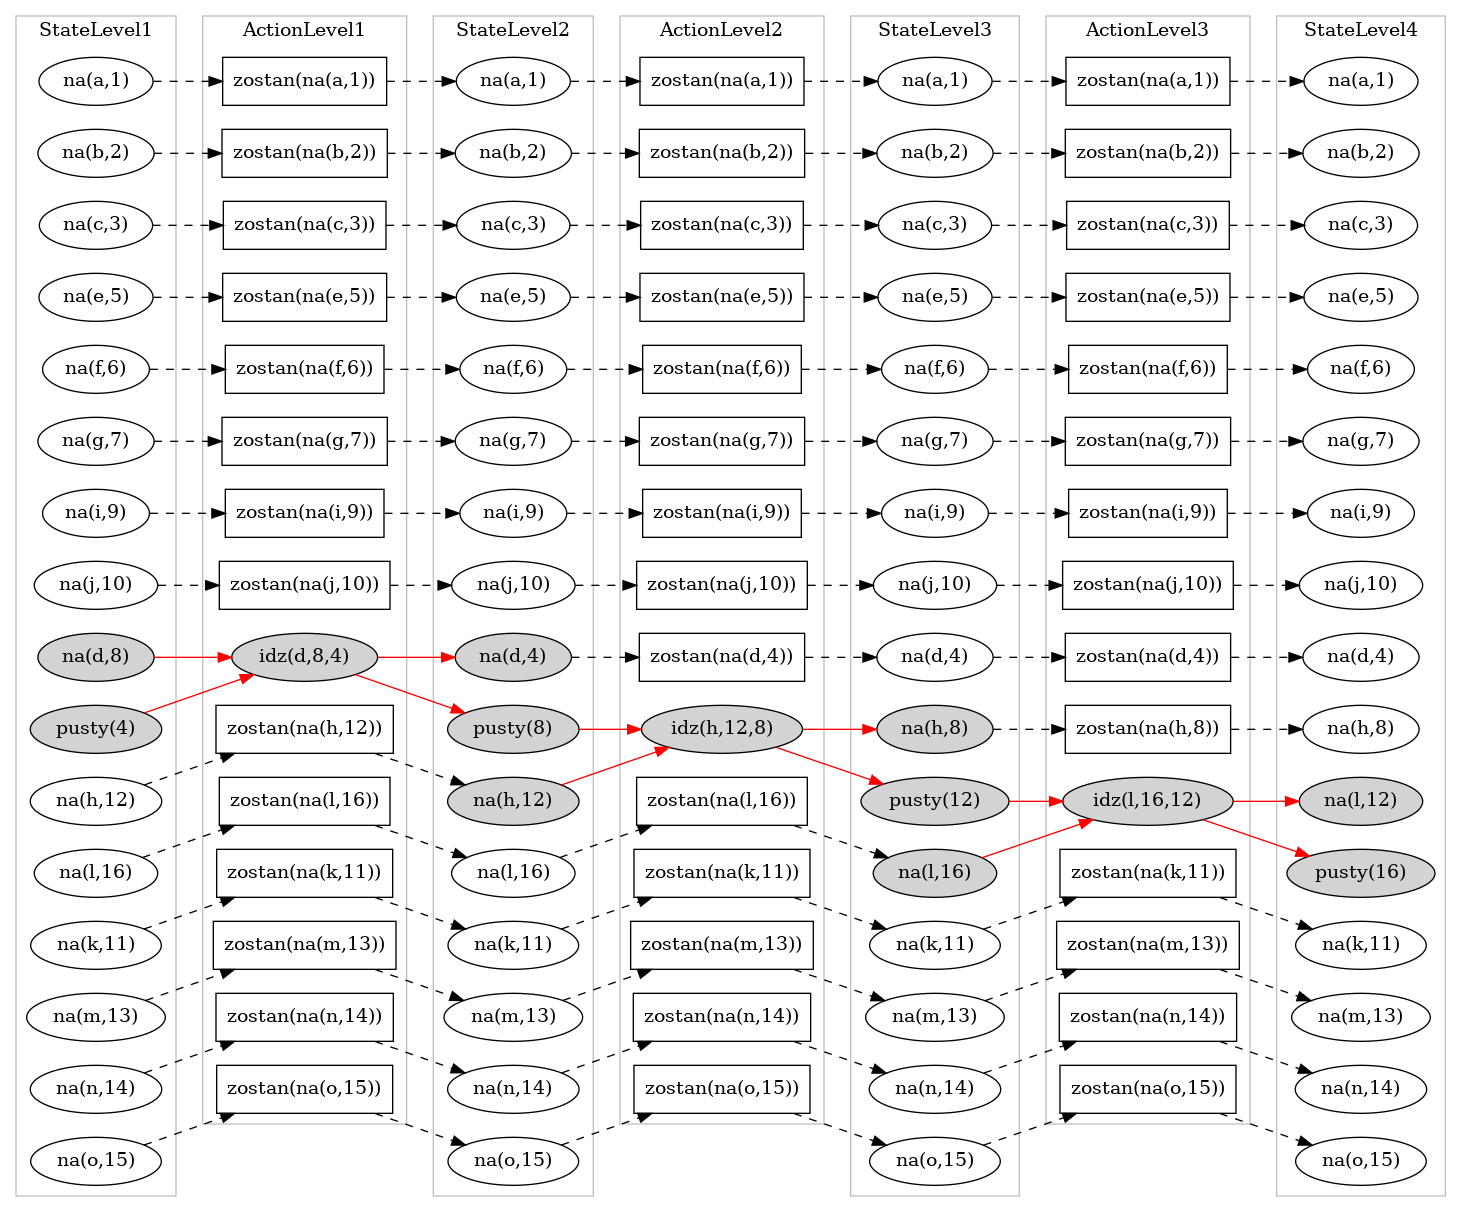 StateLevel1
na(a,1)
na(b,2)
na(c,3)
na(e,5)
na(f,6)
na(g,7)
na(i,9)
na(j,10)
na(d,8)
pusty(4)
na(h,12)
na(l,16)
na(k,11)
na(m,13)
na(n,14)
na(o,15)
ActionLevel1
zostan(na(a,1))
zostan(na(b,2))
zostan(na(c,3))
zostan(na(e,5))
zostan(na(f,6))
zostan(na(g,7))
zostan(na(i,9))
zostan(na(j,10))
idz(d,8,4)
zostan(na(h,12))
zostan(na(l,16))
zostan(na(k,11))
zostan(na(m,13))
zostan(na(n,14))
zostan(na(o,15))
StateLevel2
na(a,1)
na(b,2)
na(c,3)
na(e,5)
na(f,6)
na(g,7)
na(i,9)
na(j,10)
na(d,4)
pusty(8)
na(h,12)
na(l,16)
na(k,11)
na(m,13)
na(n,14)
na(o,15)
ActionLevel2
zostan(na(a,1))
zostan(na(b,2))
zostan(na(c,3))
zostan(na(e,5))
zostan(na(f,6))
zostan(na(g,7))
zostan(na(i,9))
zostan(na(j,10))
zostan(na(d,4))
idz(h,12,8)
zostan(na(l,16))
zostan(na(k,11))
zostan(na(m,13))
zostan(na(n,14))
zostan(na(o,15))
StateLevel3
na(a,1)
na(b,2)
na(c,3)
na(e,5)
na(f,6)
na(g,7)
na(i,9)
na(j,10)
na(d,4)
na(h,8)
pusty(12)
na(l,16)
na(k,11)
na(m,13)
na(n,14)
na(o,15)
ActionLevel3
zostan(na(a,1))
zostan(na(b,2))
zostan(na(c,3))
zostan(na(e,5))
zostan(na(f,6))
zostan(na(g,7))
zostan(na(i,9))
zostan(na(j,10))
zostan(na(d,4))
zostan(na(h,8))
idz(l,16,12)
zostan(na(k,11))
zostan(na(m,13))
zostan(na(n,14))
zostan(na(o,15))
StateLevel4
na(a,1)
na(b,2)
na(c,3)
na(e,5)
na(f,6)
na(g,7)
na(i,9)
na(j,10)
na(d,4)
na(h,8)
na(l,12)
pusty(16)
na(k,11)
na(m,13)
na(n,14)
na(o,15)